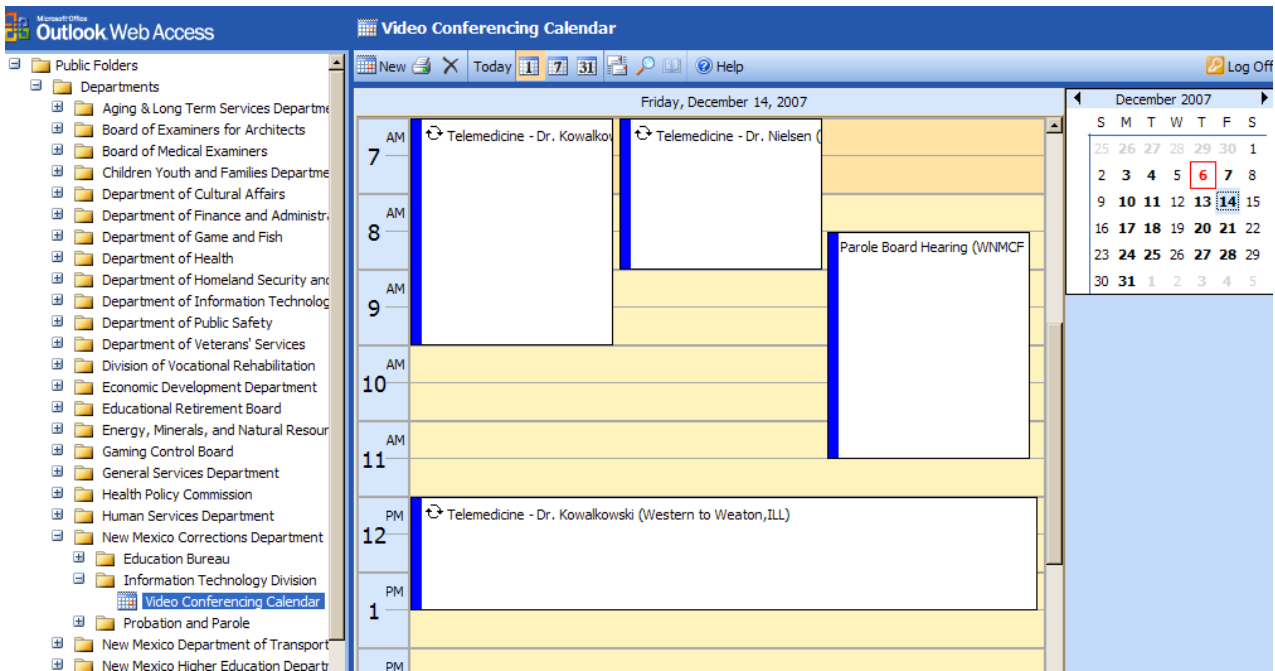 Microsoft Office
Outlook Web Access
Public Folders
Departments
Aging & Long Term Services Departme
Board of Examiners for Architects
Board of Medical Examiners
Children Youth and Families Departme
Department of Cultural Affairs
Department of Finance and Administra
Department of Game and Fish
Department of Health
Department of Homeland Security and
Department of Information Technolog
Department of Public Safety
Department of Veterans' Services
Division of Vocational Rehabilitation
Economic Development Department
Educational Retirement Board
Energy, Minerals, and Natural Resour
Gaming Control Board
General Services Department
Health Policy Commission
Human Services Department
New Mexico Corrections Department
Education Bureau
Information Technology Division
Video Conferencing Calendar
Probation and Parole
New Mexico Department of Transport
New Mexico Higher Education Departr
Video Conferencing Calendar
New Today 1 7 31 Help Log Off
Friday, December 14, 2007
7 AM
8 AM
9 AM
10 AM
11 AM
12 PM
1 PM
PM
Telemedicine - Dr. Kowalkov
Telemedicine - Dr. Nielsen (
Parole Board Hearing (WNMCF
Telemedicine - Dr. Kowalkowski (Western to Weaton,ILL)
December 2007
S M T W T F S
25 26 27 28 29 30 1
2 3 4 5 6 7 8
9 10 11 12 13 14 15
16 17 18 19 20 21 22
23 24 25 26 27 28 29
30 31 1 2 3 4 5